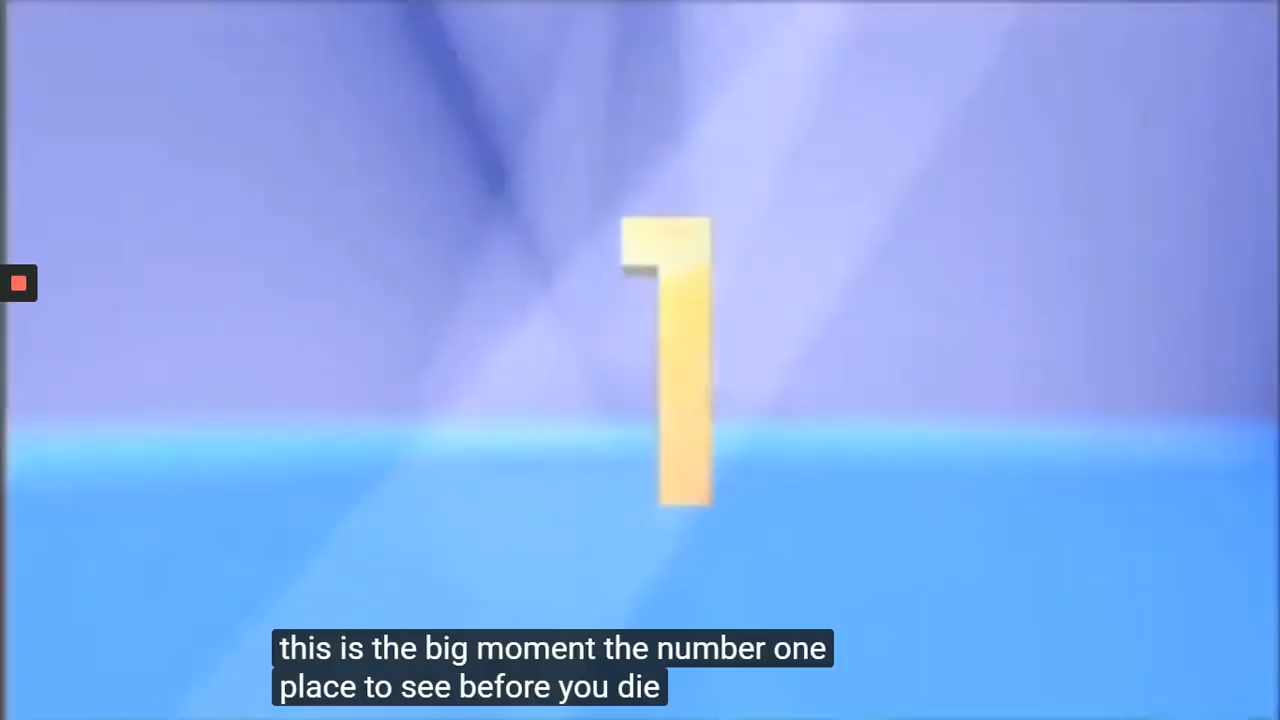 1
this is the big moment the number one
place to see before you die